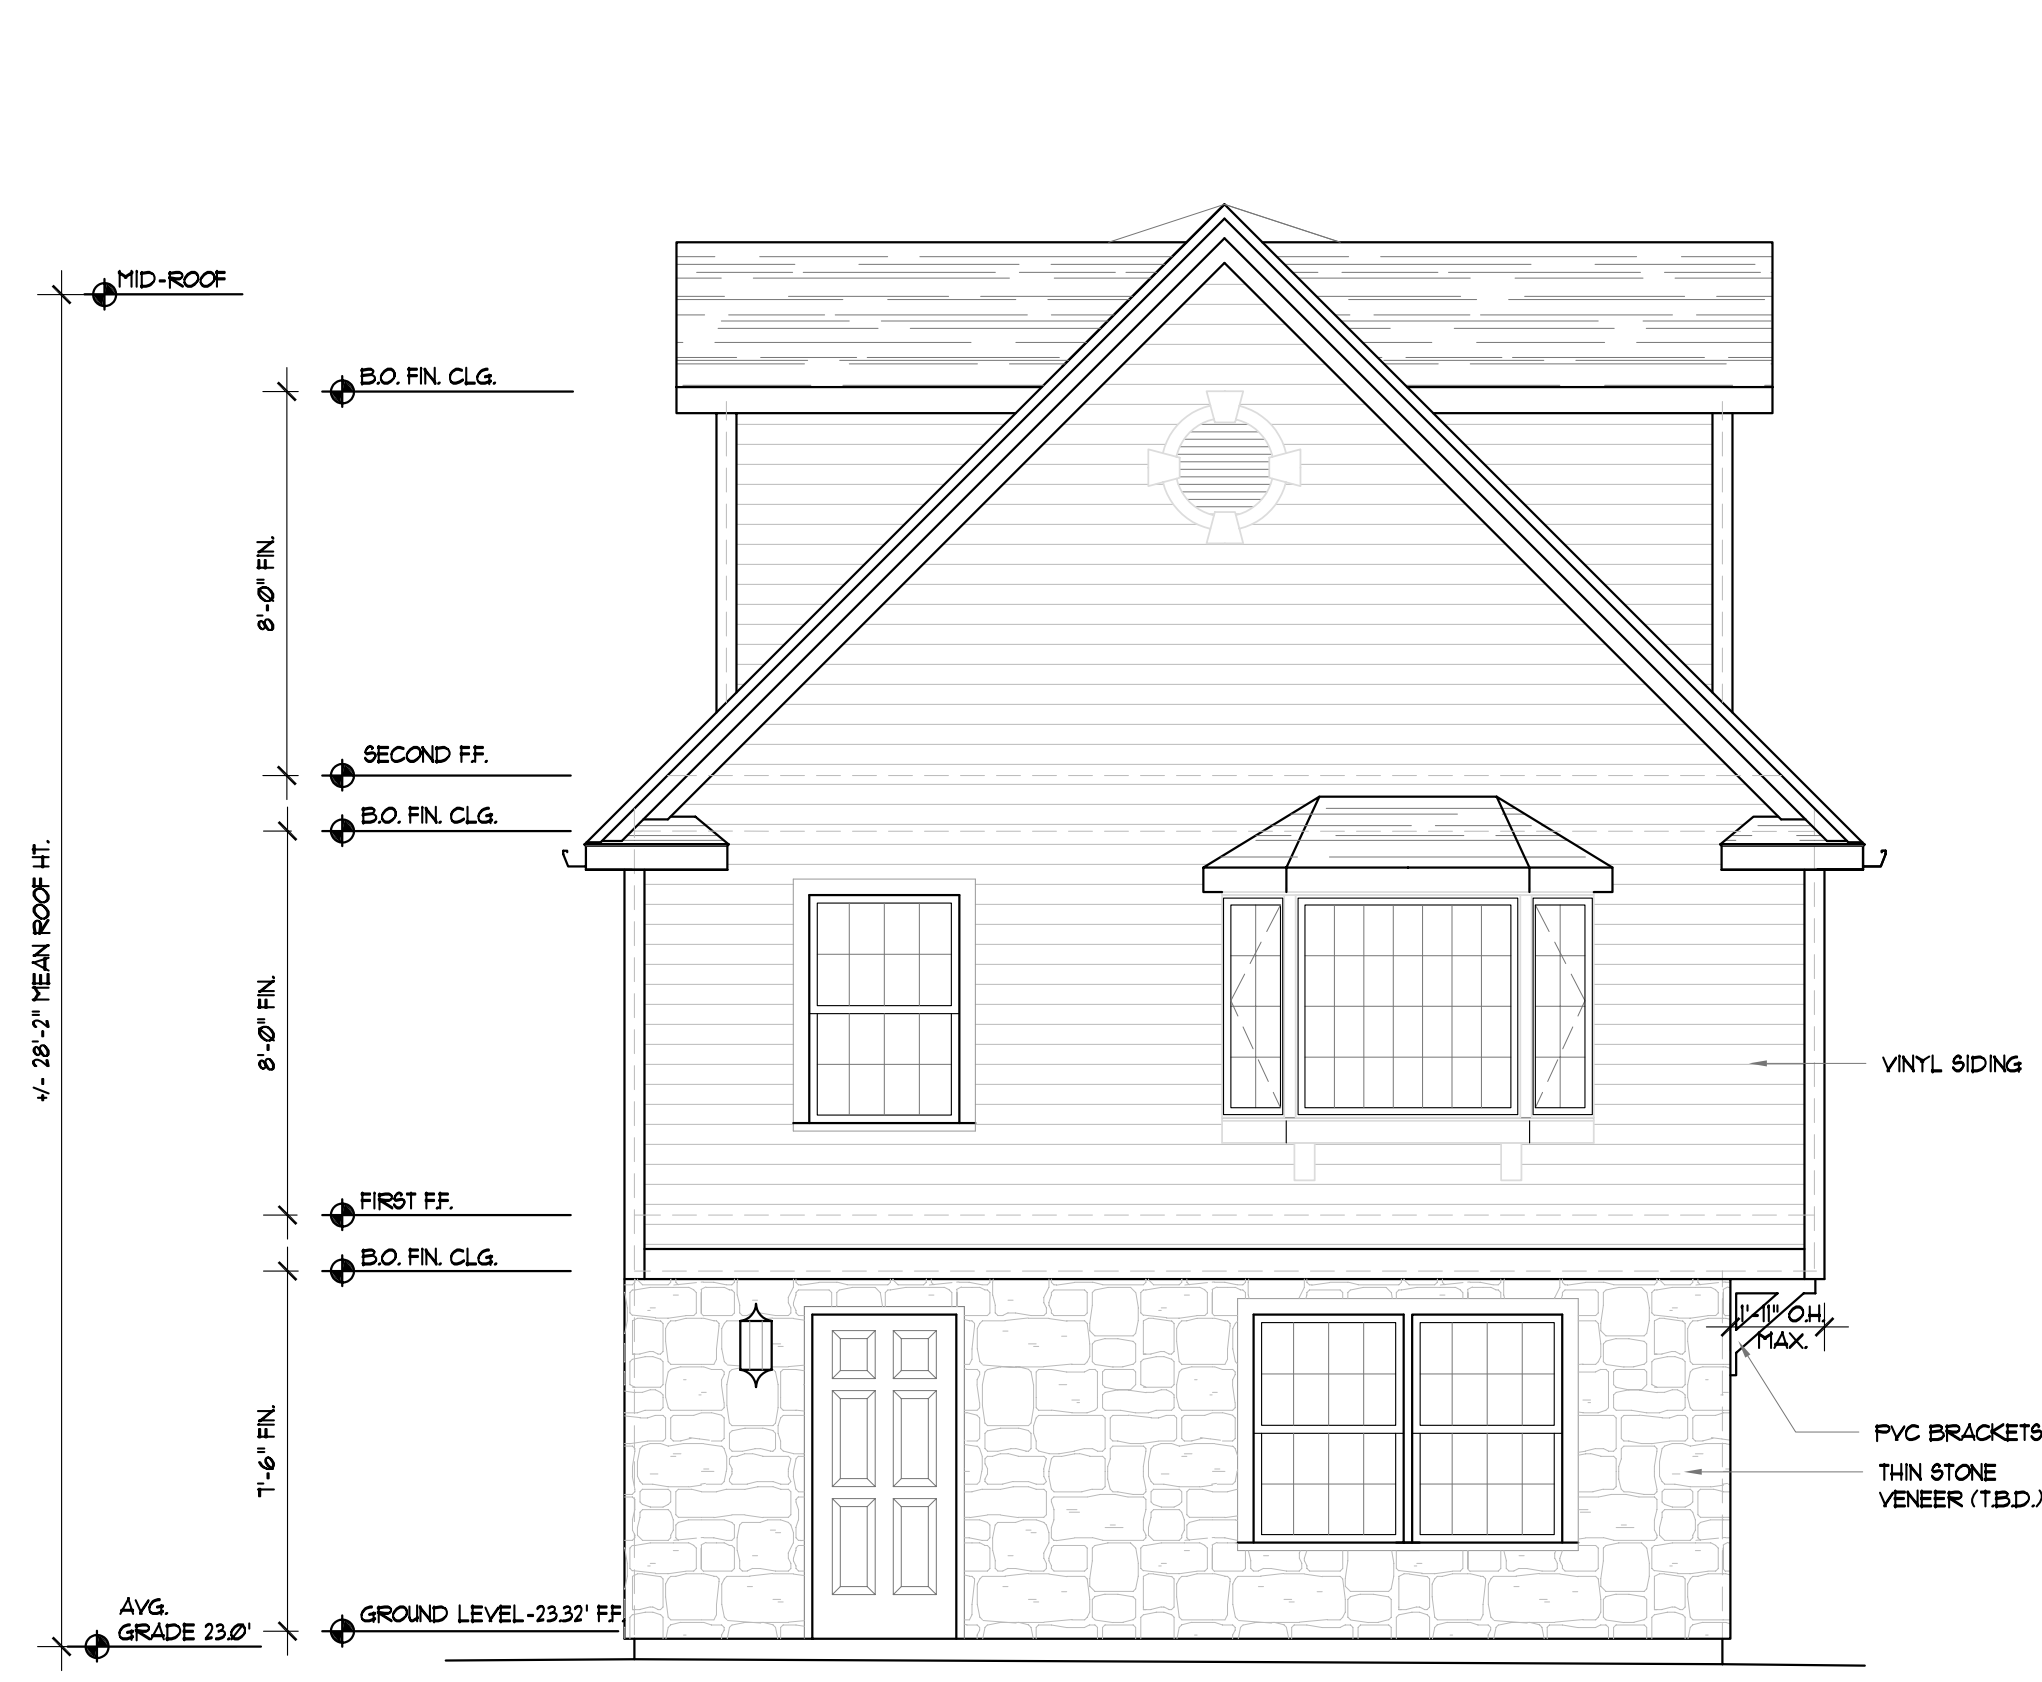 MID-ROOF
B.O. FIN. CLG.
8'-0" FIN.
SECOND F.F.
B.O. FIN. CLG.
+/- 28'-2" MEAN ROOF HT.
8'-0" FIN.
VINYL SIDING
FIRST F.F.
B.O. FIN. CLG.
1'-11" O.H.
MAX.
7'-6" FIN.
PVC BRACKETS
THIN STONE
VENEER (T.B.D.)
AVG.
GRADE 23.0'
GROUND LEVEL-23.32' F.F.